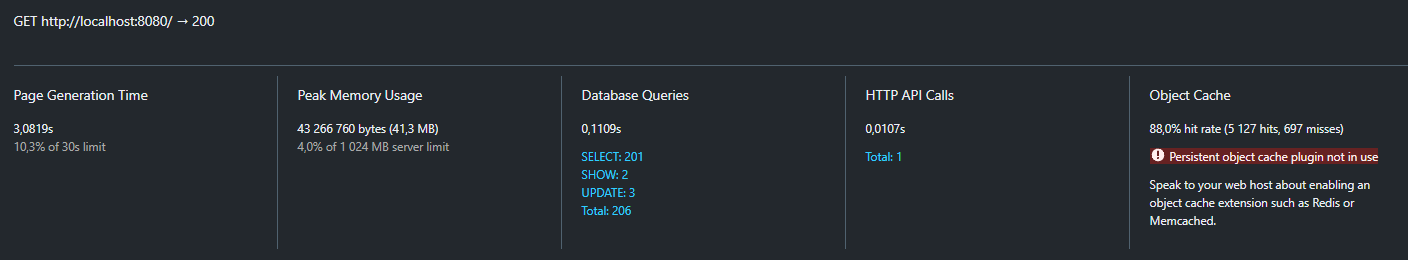 GET http://localhost:8080/ → 200
Page Generation Time
3,0819s
10,3% of 30s limit
Peak Memory Usage
43 266 760 bytes (41,3 MB)
4,0% of 1 024 MB server limit
Database Queries
0,1109s
SELECT: 201
SHOW: 2
UPDATE: 3
Total: 206
HTTP API Calls
0,0107s
Total: 1
Object Cache
88,0% hit rate (5 127 hits, 697 misses)
Persistent object cache plugin not in use
Speak to your web host about enabling an
object cache extension such as Redis or
Memcached.